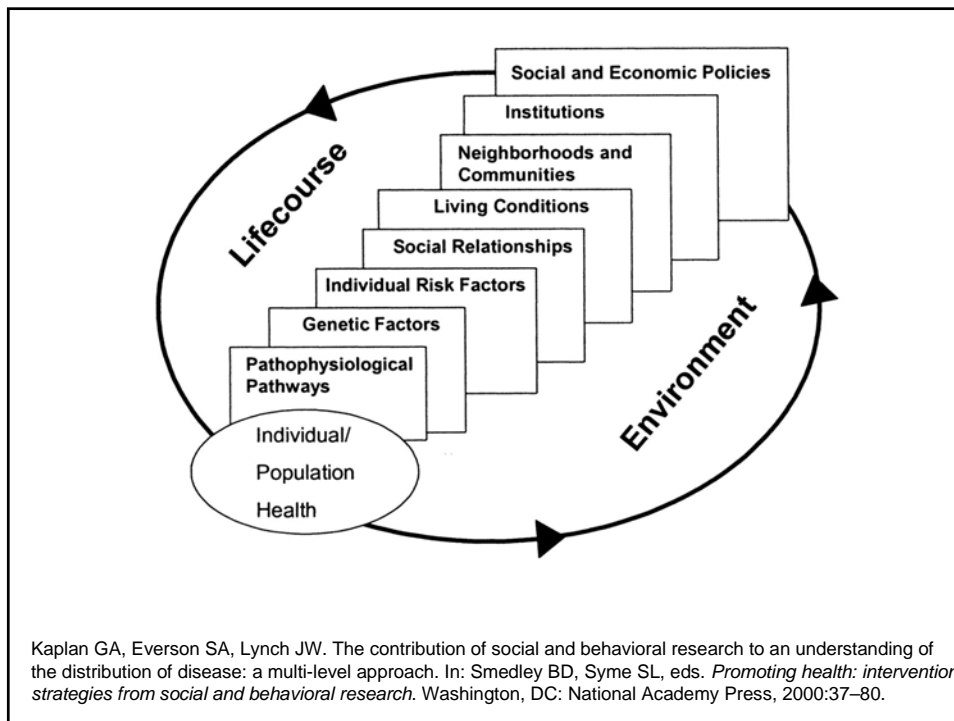 Social and Economic Policies
Institutions
Neighborhoods and
Communities
Living Conditions
Social Relationships
Individual Risk Factors
Genetic Factors
Pathophysiological
Pathways
Individual/
Population
Health
Lifecourse
Environment
Kaplan GA, Everson SA, Lynch JW. The contribution of social and behavioral research to an understanding of
the distribution of disease: a multi-level approach. In: Smedley BD, Syme SL, eds. Promoting health: intervention
strategies from social and behavioral research. Washington, DC: National Academy Press, 2000:37–80.